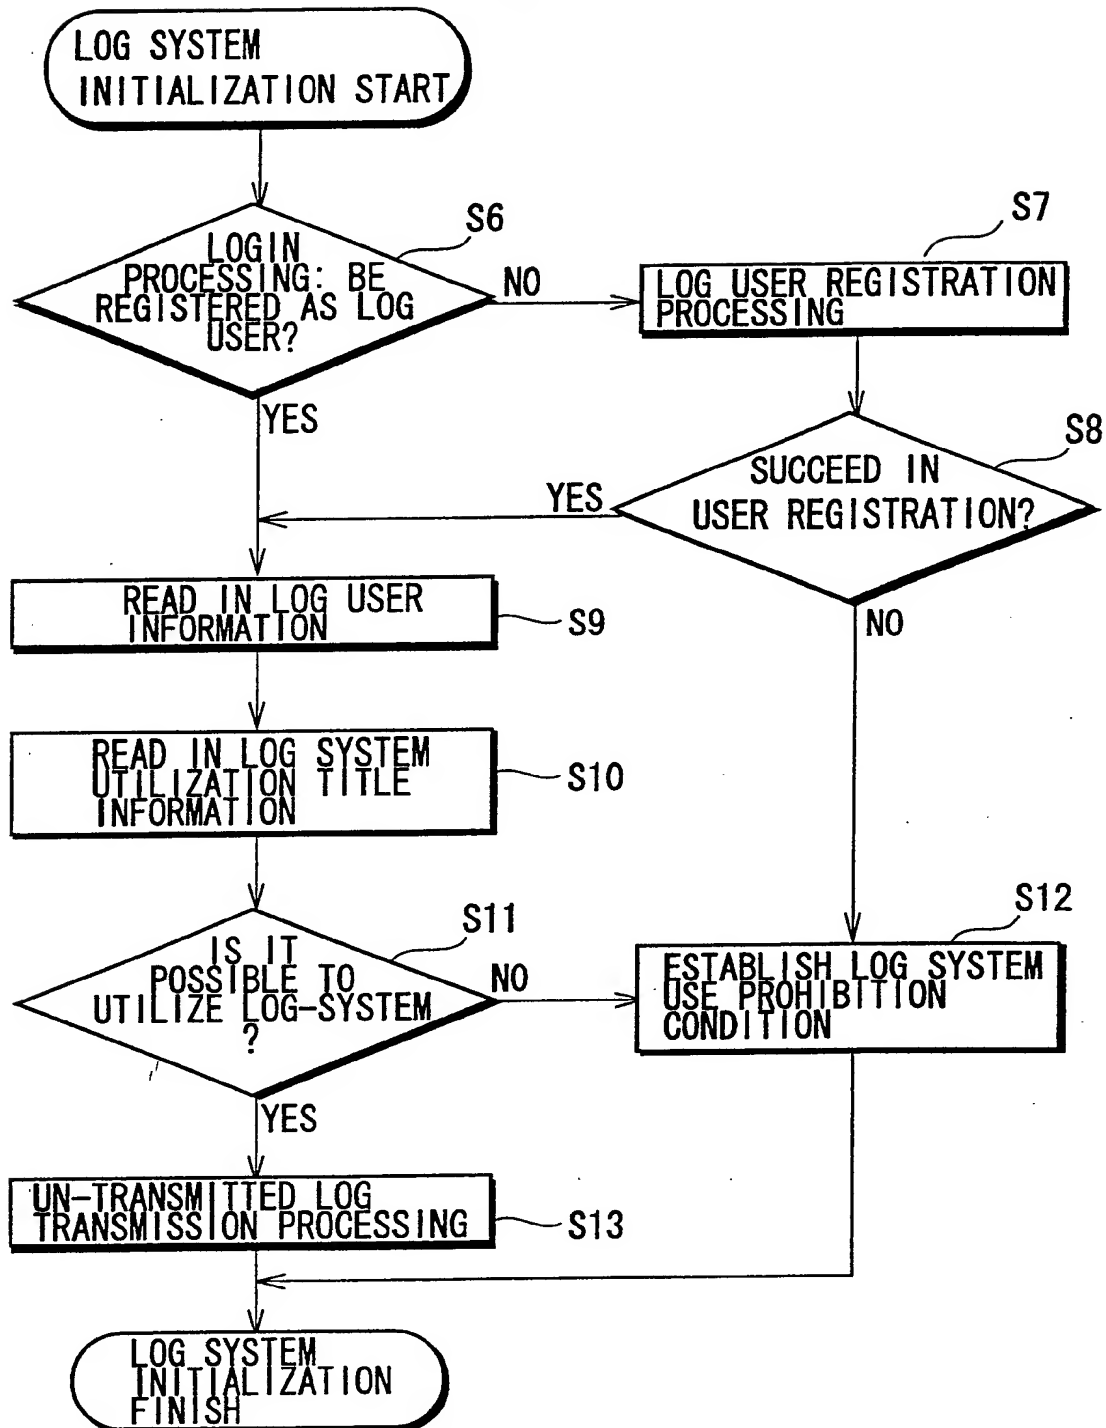 LOG SYSTEM
INITIALIZATION START
S6
LOGIN
PROCESSING: BE
REGISTERED AS LOG
USER?
NO
S7
LOG USER REGISTRATION
PROCESSING
YES
S8
SUCCEED IN
USER REGISTRATION?
YES
NO
READ IN LOG USER
INFORMATION
S9
READ IN LOG SYSTEM
UTILIZATION TITLE
INFORMATION
S10
S11
IS IT
POSSIBLE TO
UTILIZE LOG-SYSTEM
?
NO
S12
ESTABLISH LOG SYSTEM
USE PROHIBITION
CONDITION
YES
UN-TRANSMITTED LOG
TRANSMISSION PROCESSING
S13
LOG SYSTEM
INITIALIZATION
FINISH